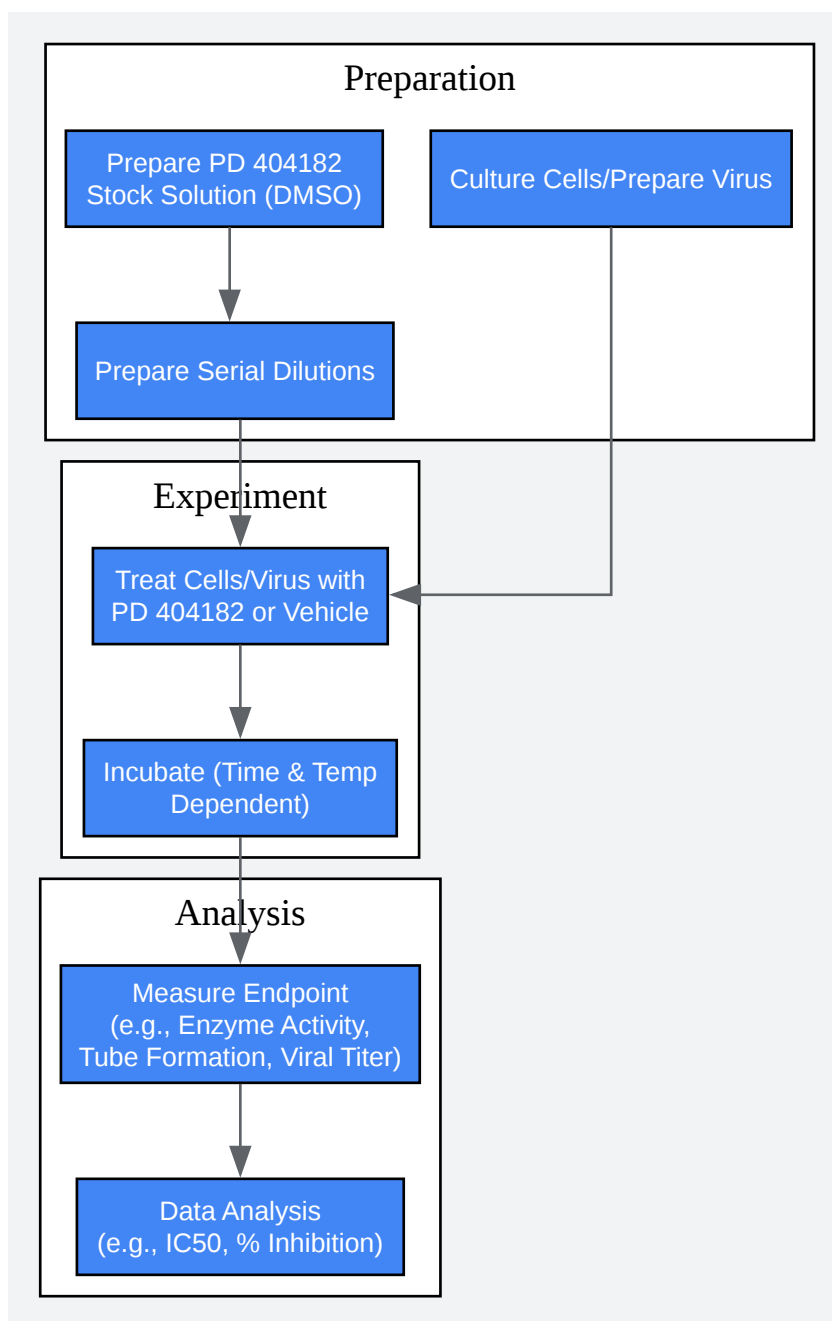 Preparation
Prepare PD 404182
Stock Solution (DMSO)
Culture Cells/Prepare Virus
Prepare Serial Dilutions
Experiment
Treat Cells/Virus with
PD 404182 or Vehicle
Incubate (Time & Temp
Dependent)
Analysis
Measure Endpoint
(e.g., Enzyme Activity,
Tube Formation, Viral Titer)
Data Analysis
(e.g., IC50, % Inhibition)